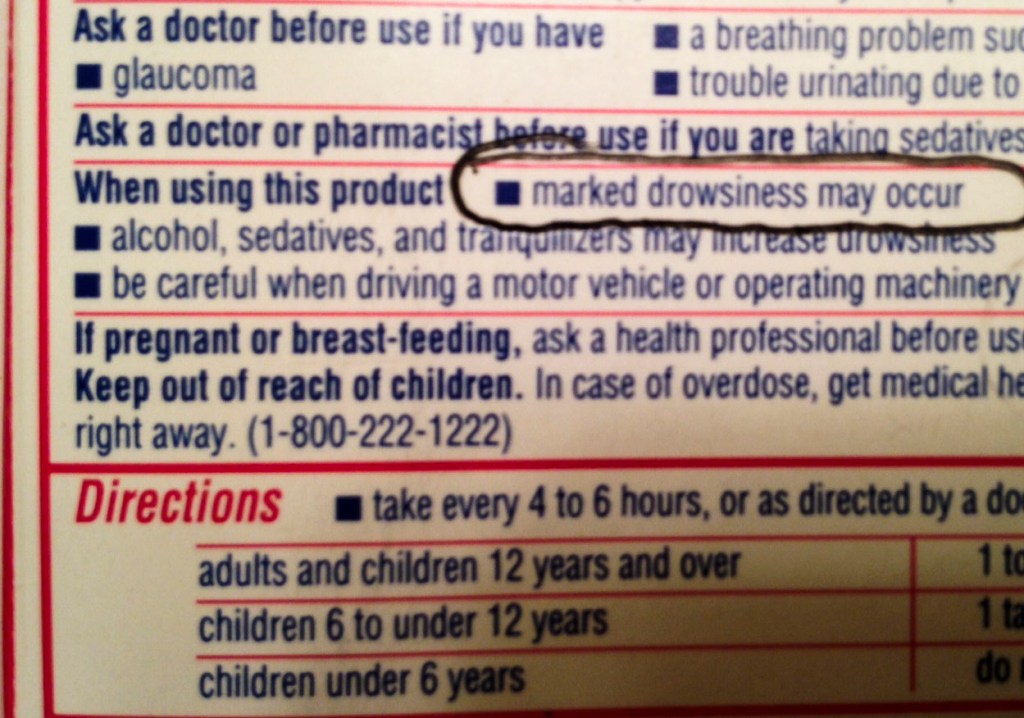 Ask a doctor before use if you have ■ a breathing problem
■ glaucoma ■ trouble urinating due to
Ask a doctor or pharmacist before use if you are taking sedatives
When using this product ■ marked drowsiness may occur
■ alcohol, sedatives, and tranquilizers may increase drowsiness
■ be careful when driving a motor vehicle or operating machinery
If pregnant or breast-feeding, ask a health professional before
Keep out of reach of children. In case of overdose, get medical
right away. (1-800-222-1222)
Directions ■ take every 4 to 6 hours, or as directed by a
adults and children 12 years and over 1
children 6 to under 12 years 1
children under 6 years do